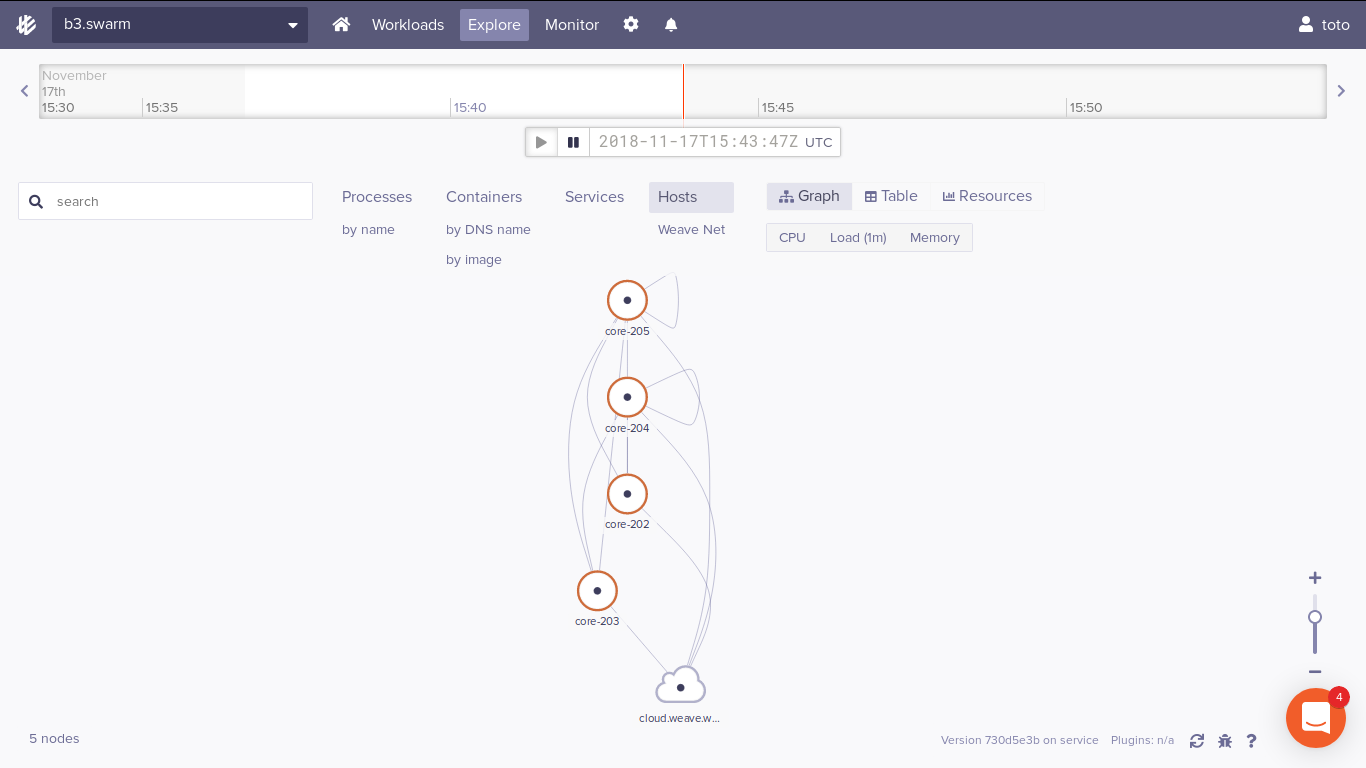 b3.swarm
Workloads
Explore
Monitor
toto
November
17th
15:30
15:35
15:40
15:45
15:50
2018-11-17T15:43:47Z UTC
search
Processes
Containers
Services
Hosts
Graph
Table
Resources
by name
by DNS name
Weave Net
CPU
Load (1m)
Memory
by image
core-205
core-204
core-202
core-203
cloud.weave.w...
4
5 nodes
Version 730d5e3b on service
Plugins: n/a